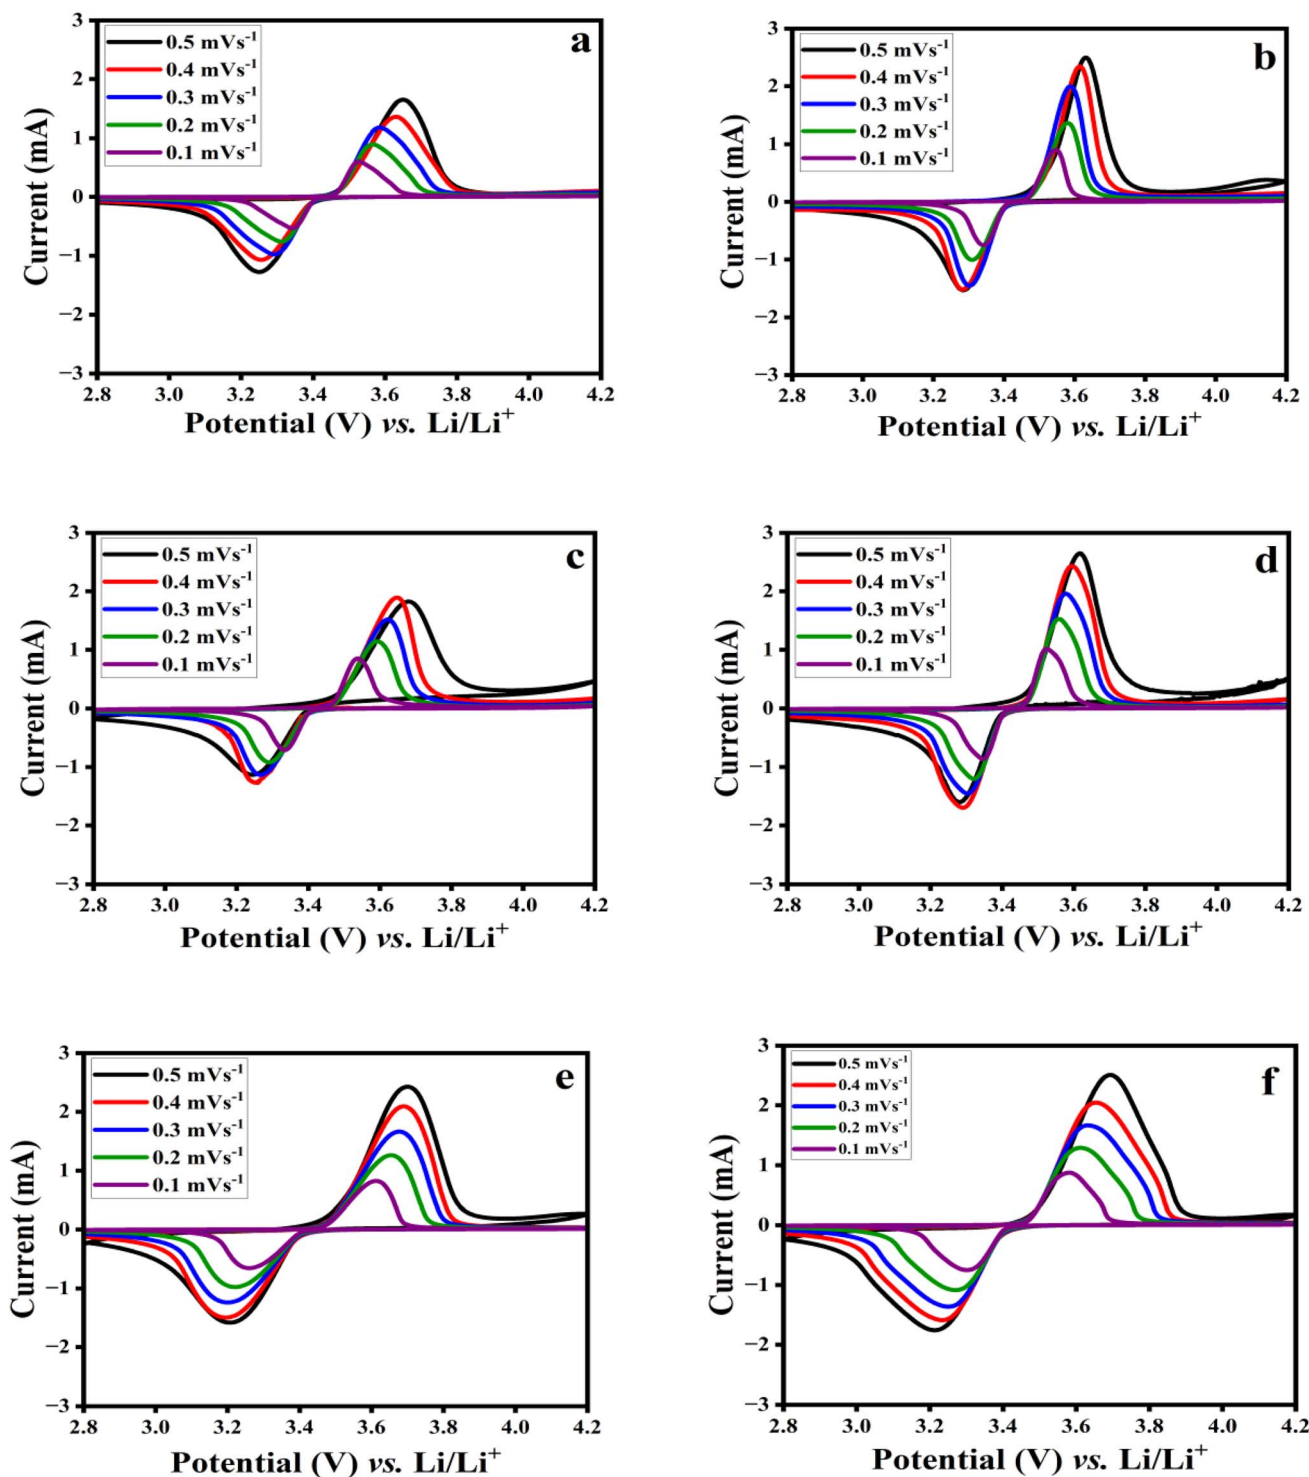 a
0.5 mVs⁻¹
0.4 mVs⁻¹
0.3 mVs⁻¹
0.2 mVs⁻¹
0.1 mVs⁻¹
3
2
1
0
−1
−2
−3
2.8 3.0 3.2 3.4 3.6 3.8 4.0 4.2
Current (mA)
Potential (V) vs. Li/Li⁺
b
0.5 mVs⁻¹
0.4 mVs⁻¹
0.3 mVs⁻¹
0.2 mVs⁻¹
0.1 mVs⁻¹
3
2
1
0
−1
−2
−3
2.8 3.0 3.2 3.4 3.6 3.8 4.0 4.2
Current (mA)
Potential (V) vs. Li/Li⁺
c
0.5 mVs⁻¹
0.4 mVs⁻¹
0.3 mVs⁻¹
0.2 mVs⁻¹
0.1 mVs⁻¹
3
2
1
0
−1
−2
−3
2.8 3.0 3.2 3.4 3.6 3.8 4.0 4.2
Current (mA)
Potential (V) vs. Li/Li⁺
d
0.5 mVs⁻¹
0.4 mVs⁻¹
0.3 mVs⁻¹
0.2 mVs⁻¹
0.1 mVs⁻¹
3
2
1
0
−1
−2
−3
2.8 3.0 3.2 3.4 3.6 3.8 4.0 4.2
Current (mA)
Potential (V) vs. Li/Li⁺
e
0.5 mVs⁻¹
0.4 mVs⁻¹
0.3 mVs⁻¹
0.2 mVs⁻¹
0.1 mVs⁻¹
3
2
1
0
−1
−2
−3
2.8 3.0 3.2 3.4 3.6 3.8 4.0 4.2
Current (mA)
Potential (V) vs. Li/Li⁺
f
0.5 mVs⁻¹
0.4 mVs⁻¹
0.3 mVs⁻¹
0.2 mVs⁻¹
0.1 mVs⁻¹
3
2
1
0
−1
−2
−3
2.8 3.0 3.2 3.4 3.6 3.8 4.0 4.2
Current (mA)
Potential (V) vs. Li/Li⁺